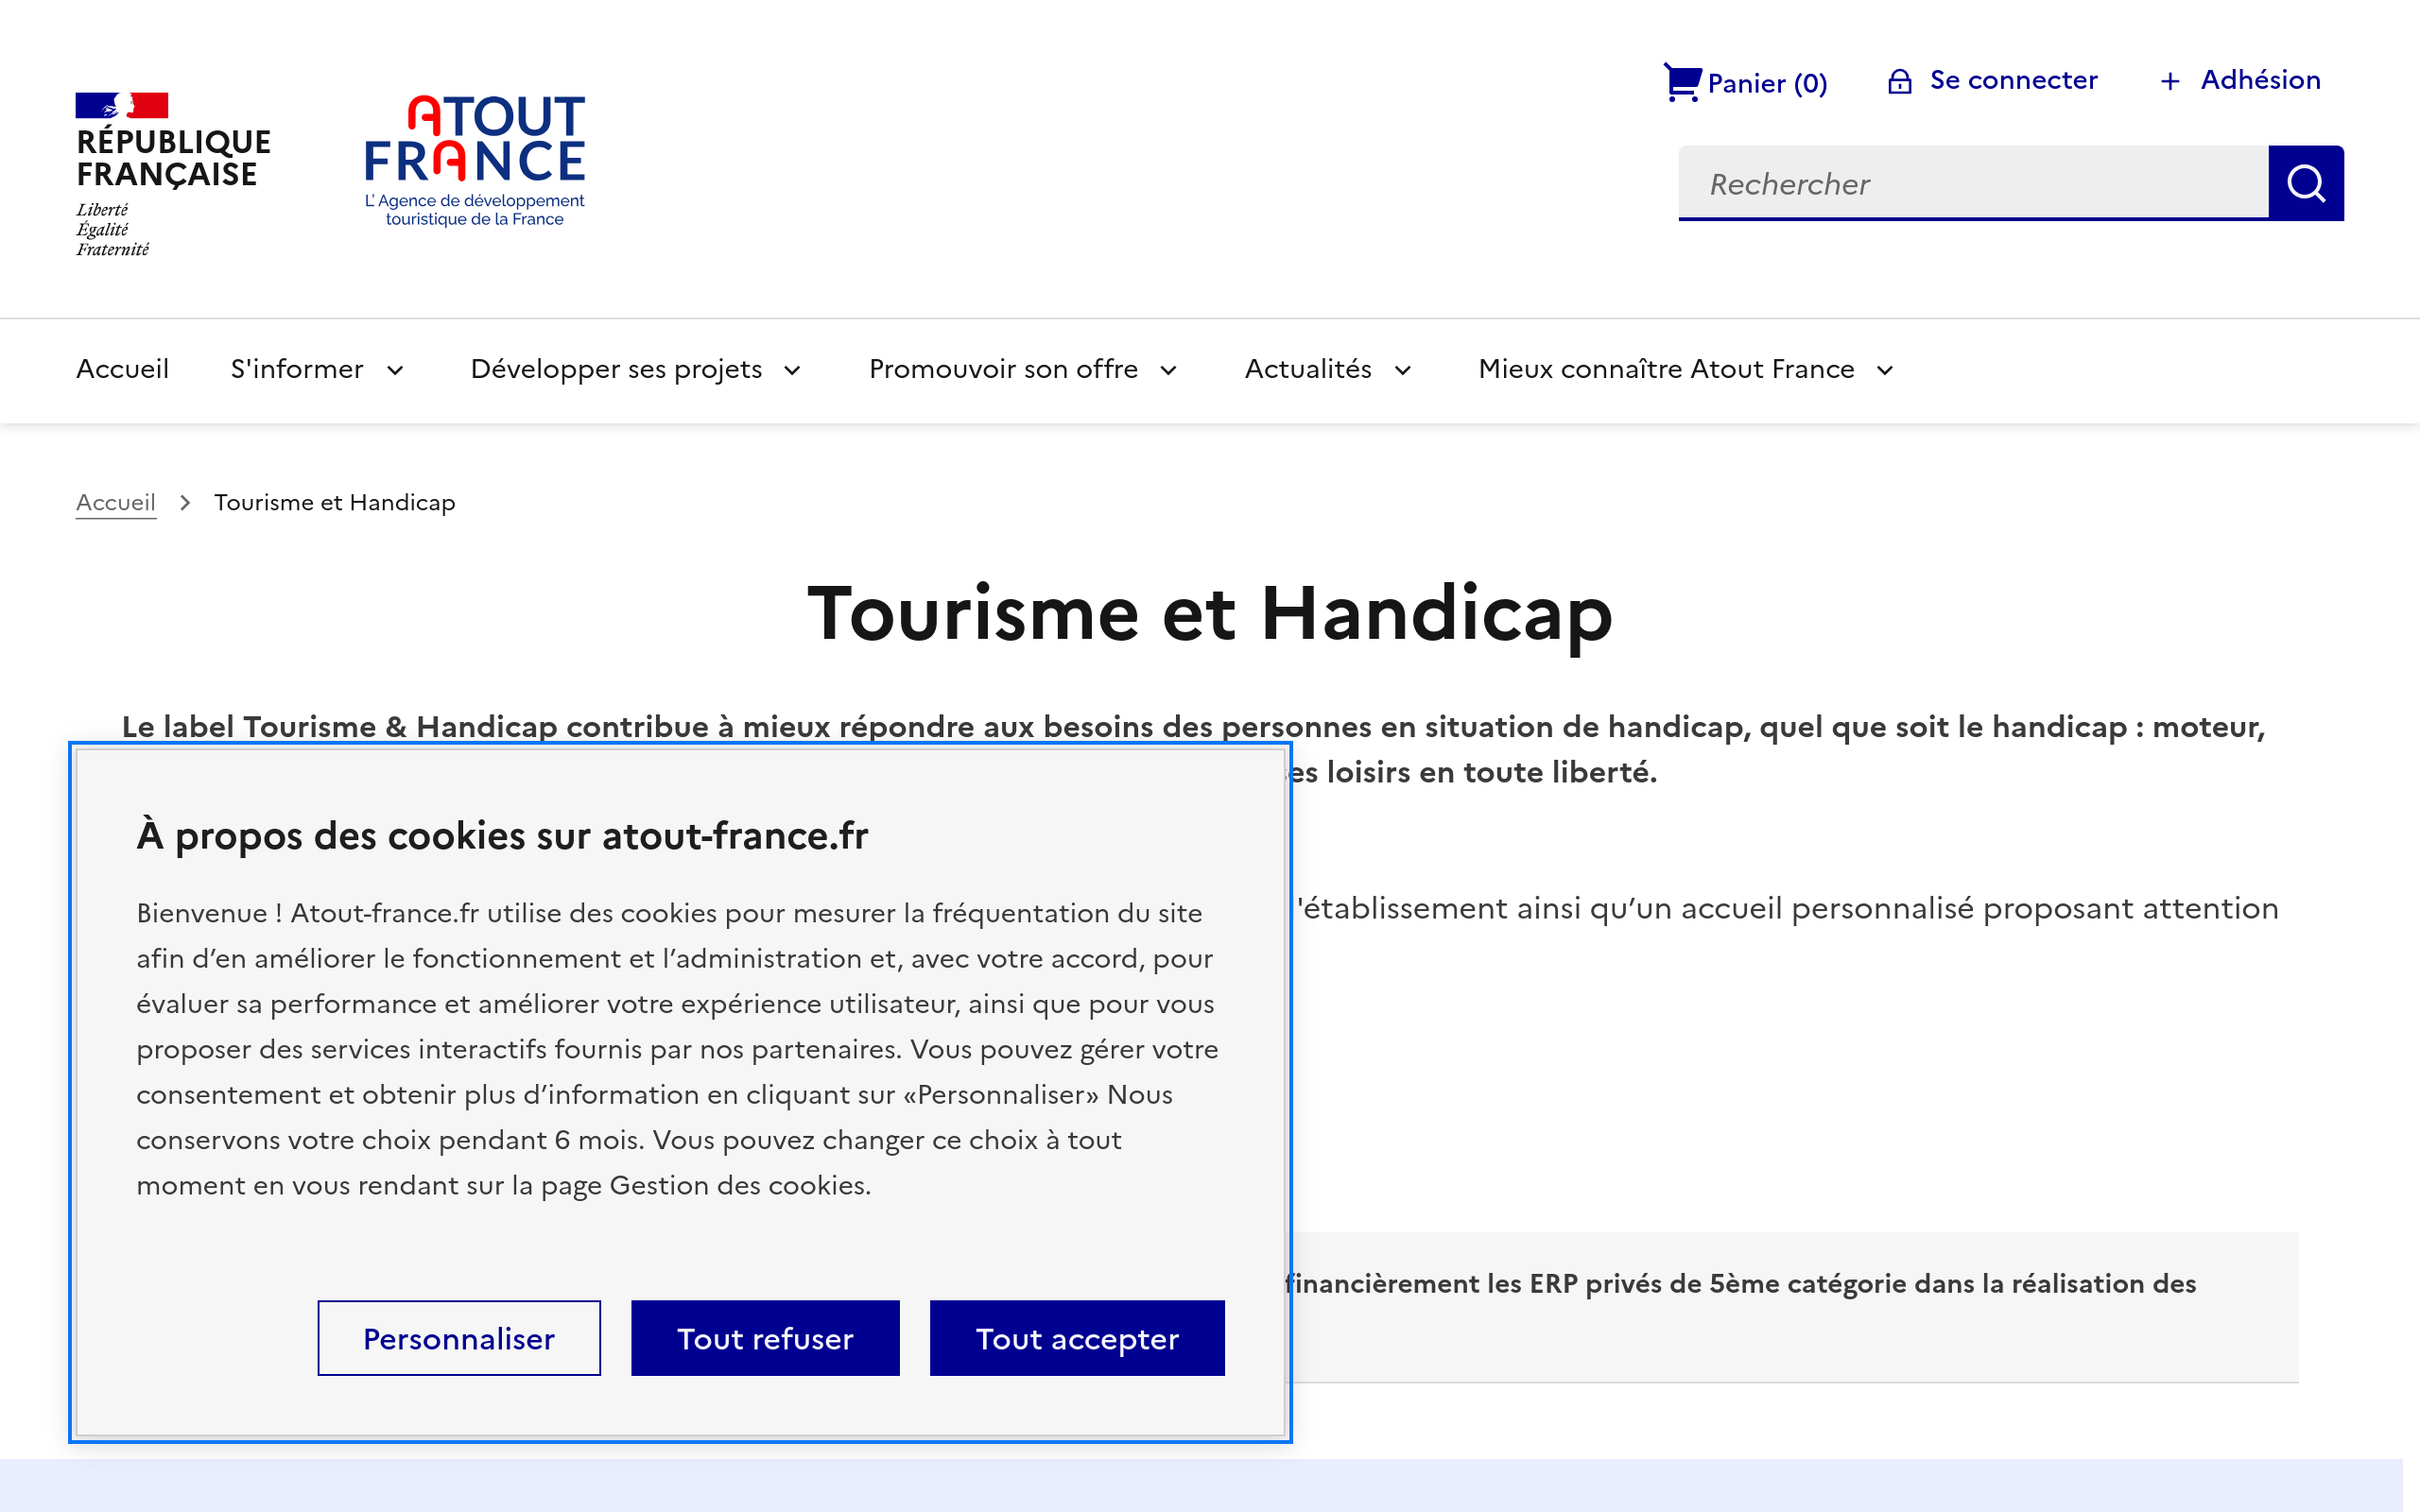 Panier (0)
Se connecter
Adhésion
RÉPUBLIQUE
FRANÇAISE
Liberté
Égalité
Fraternité
ATOUT
FRANCE
L'Agence de développement
touristique de la France
Rechercher
Accueil
S'informer
Développer ses projets
Promouvoir son offre
Actualités
Mieux connaître Atout France
Accueil
Tourisme et Handicap
Tourisme et Handicap
Le label Tourisme & Handicap contribue à mieux répondre aux besoins des personnes en situation de handicap, quel que soit le handicap : moteur,
ses loisirs en toute liberté.
À propos des cookies sur atout-france.fr
Bienvenue ! Atout-france.fr utilise des cookies pour mesurer la fréquentation du site
afin d’en améliorer le fonctionnement et l’administration et, avec votre accord, pour
évaluer sa performance et améliorer votre expérience utilisateur, ainsi que pour vous
proposer des services interactifs fournis par nos partenaires. Vous pouvez gérer votre
consentement et obtenir plus d’information en cliquant sur «Personnaliser» Nous
conservons votre choix pendant 6 mois. Vous pouvez changer ce choix à tout
moment en vous rendant sur la page Gestion des cookies.
Personnaliser
Tout refuser
Tout accepter
'établissement ainsi qu’un accueil personnalisé proposant attention
financièrement les ERP privés de 5ème catégorie dans la réalisation des